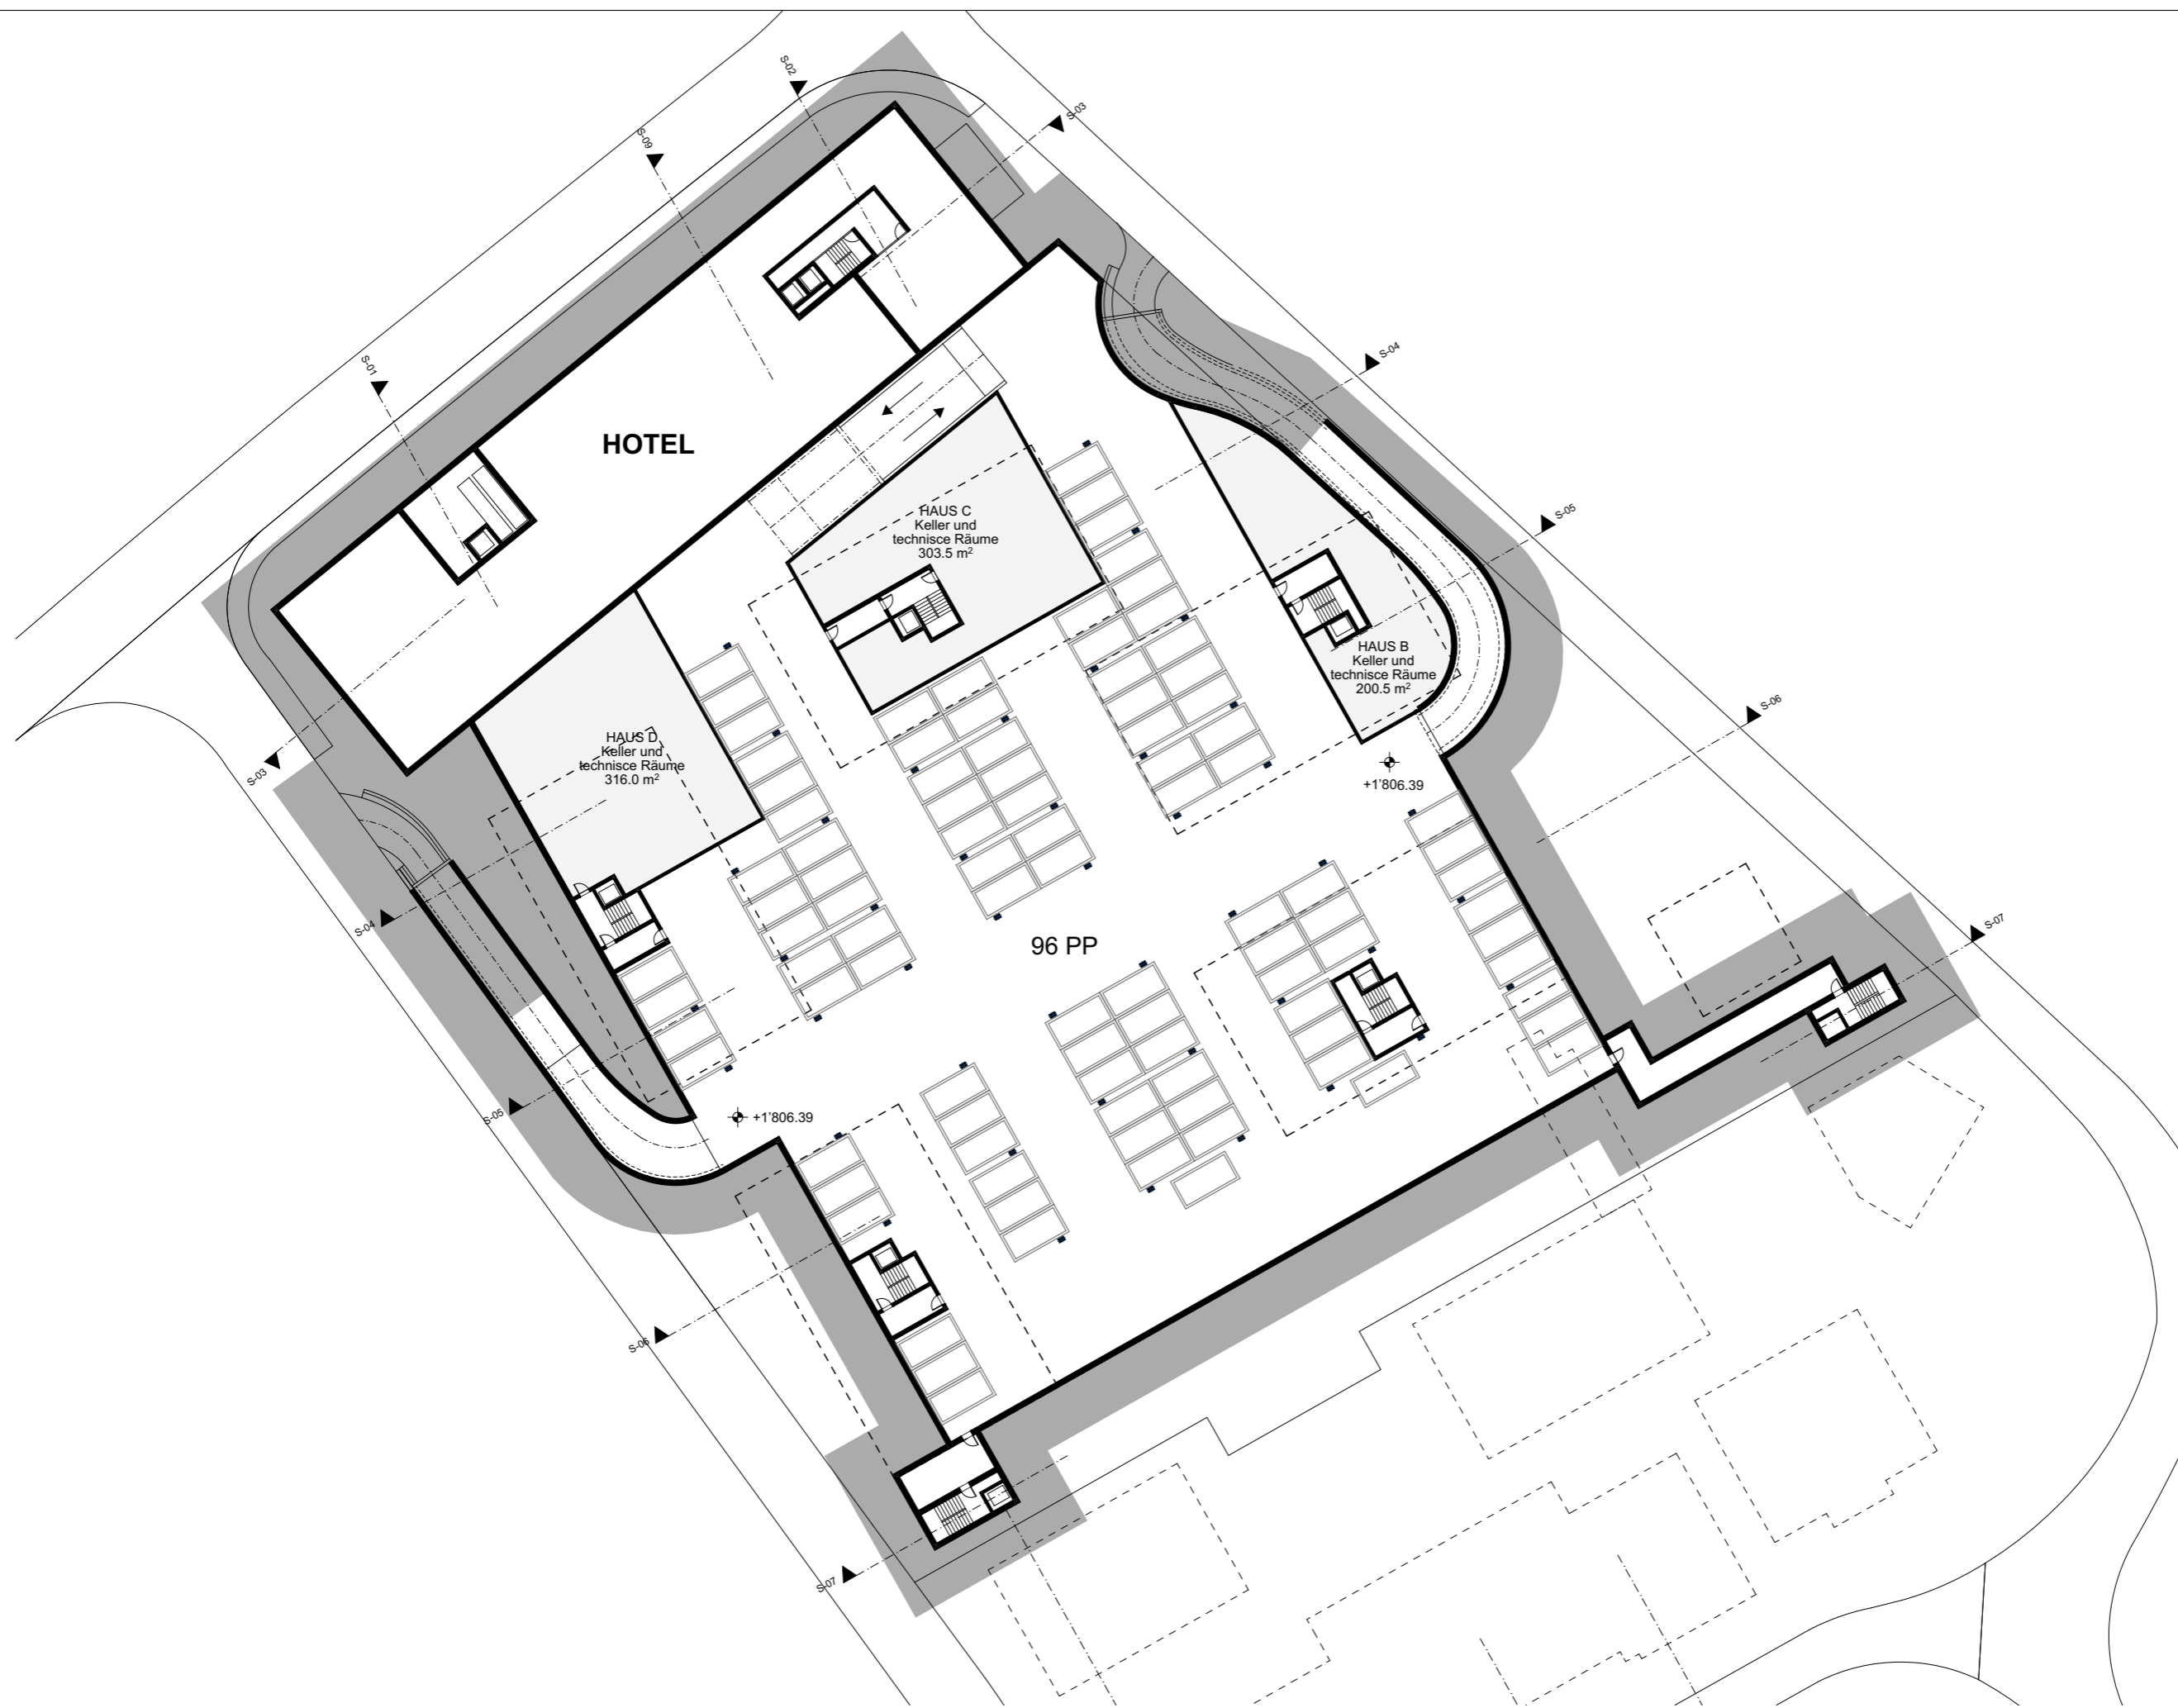 S-02
S-03
S-09
S-04
S-01
HOTEL
HAUS C
Keller und
technisce Räume
303.5 m²
S-05
HAUS B
Keller und
technisce Räume
200.5 m²
S-06
HAUS D
Keller und
technisce Räume
316.0 m²
S-03
+1'806.39
S-04
96 PP
S-07
S-05
+1'806.39
S-06
S-07